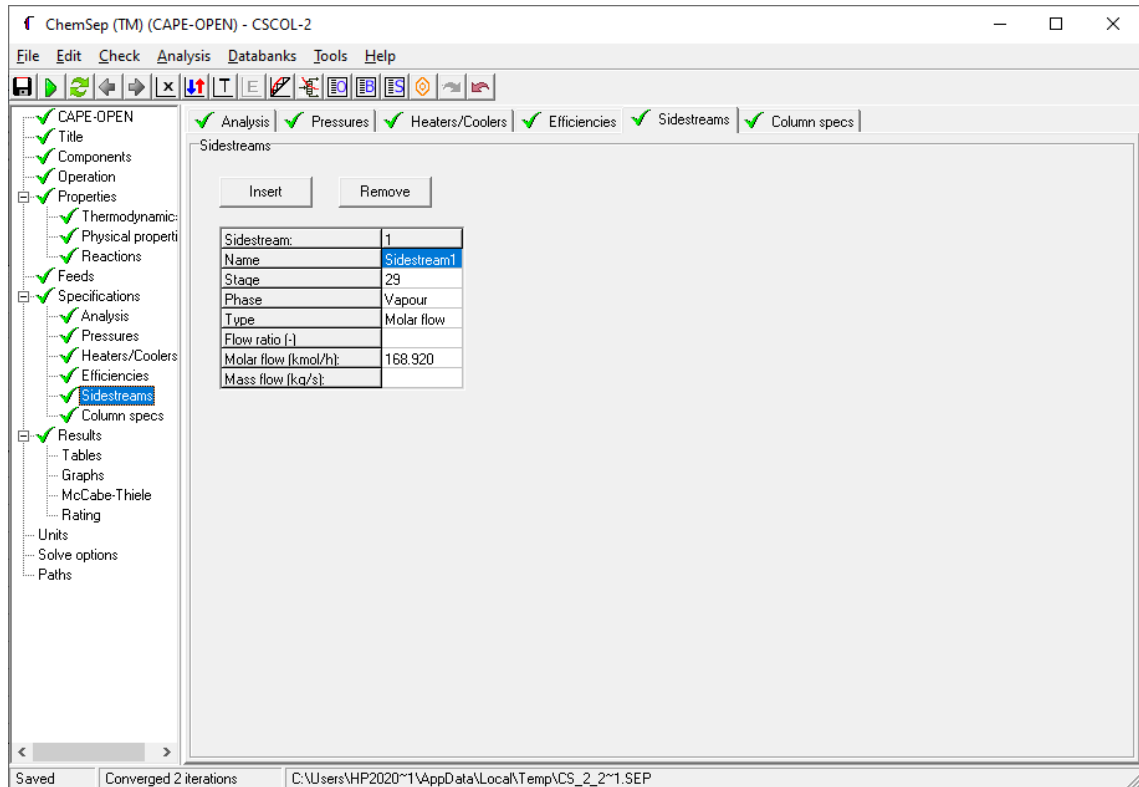 ChemSep (TM) (CAPE-OPEN) - CSCOL-2
File Edit Check Analysis Databanks Tools Help
T E O B S
CAPE-OPEN
Title
Components
Operation
Properties
Thermodynamic:
Physical properti
Reactions
Feeds
Specifications
Analysis
Pressures
Heaters/Coolers
Efficiencies
Sidestreams
Column specs
Results
Tables
Graphs
McCabe-Thiele
Rating
Units
Solve options
Paths
Analysis Pressures Heaters/Coolers Efficiencies Sidestreams Column specs
Sidestreams
Insert Remove
Sidestream: 1
Name Sidestream1
Stage 29
Phase Vapour
Type Molar flow
Flow ratio (-)
Molar flow (kmol/h): 168.920
Mass flow (kg/s):
Saved Converged 2 iterations C:\Users\HP2020~1\AppData\Local\Temp\CS_2_2~1.SEP